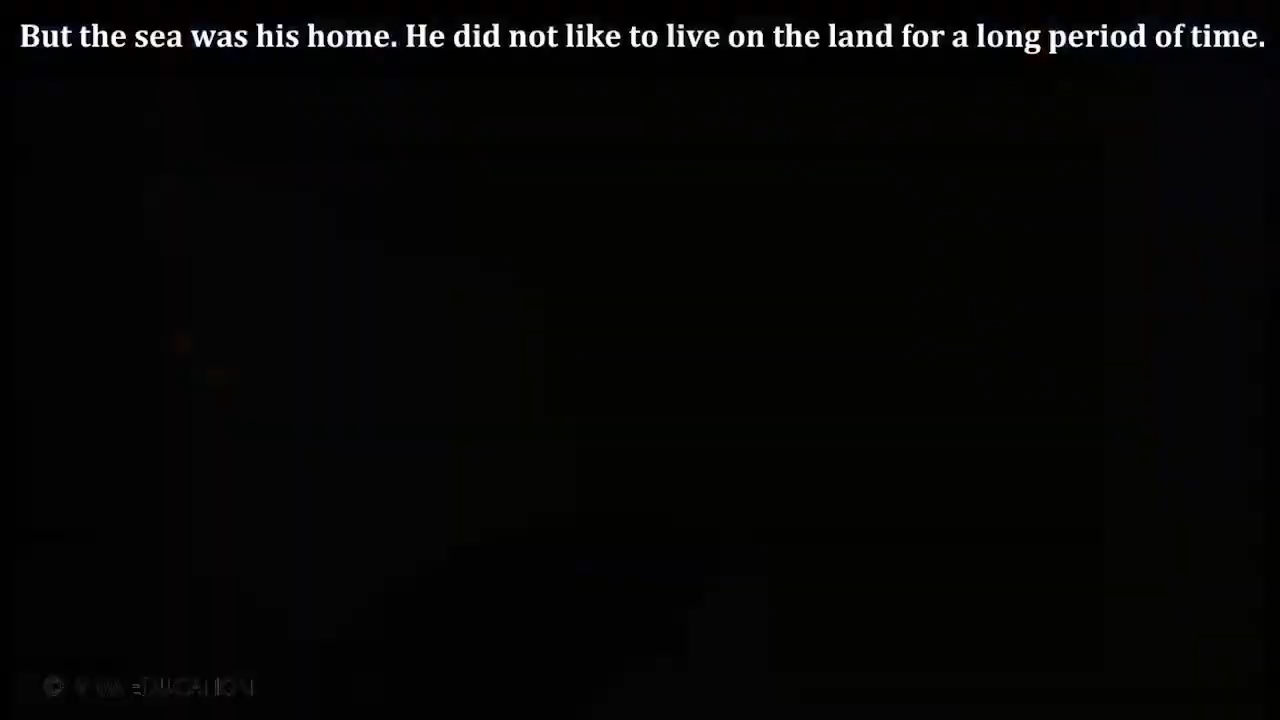 But the sea was his home. He did not like to live on the land for a long period of time.
EDUCATION